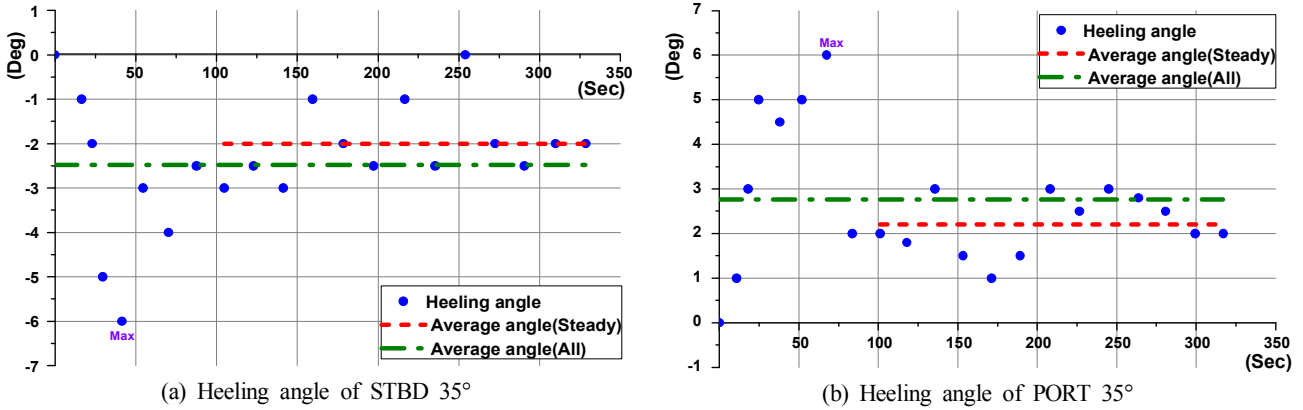 1
0
-1
-2
-3
-4
-5
-6
-7
(Deg)
50 100 150 200 250 300 350
(Sec)
Max
Heeling angle
Average angle(Steady)
Average angle(All)
(a) Heeling angle of STBD 35°
7
6
5
4
3
2
1
0
-1
(Deg)
50 100 150 200 250 300 350
(Sec)
Max
Heeling angle
Average angle(Steady)
Average angle(All)
(b) Heeling angle of PORT 35°